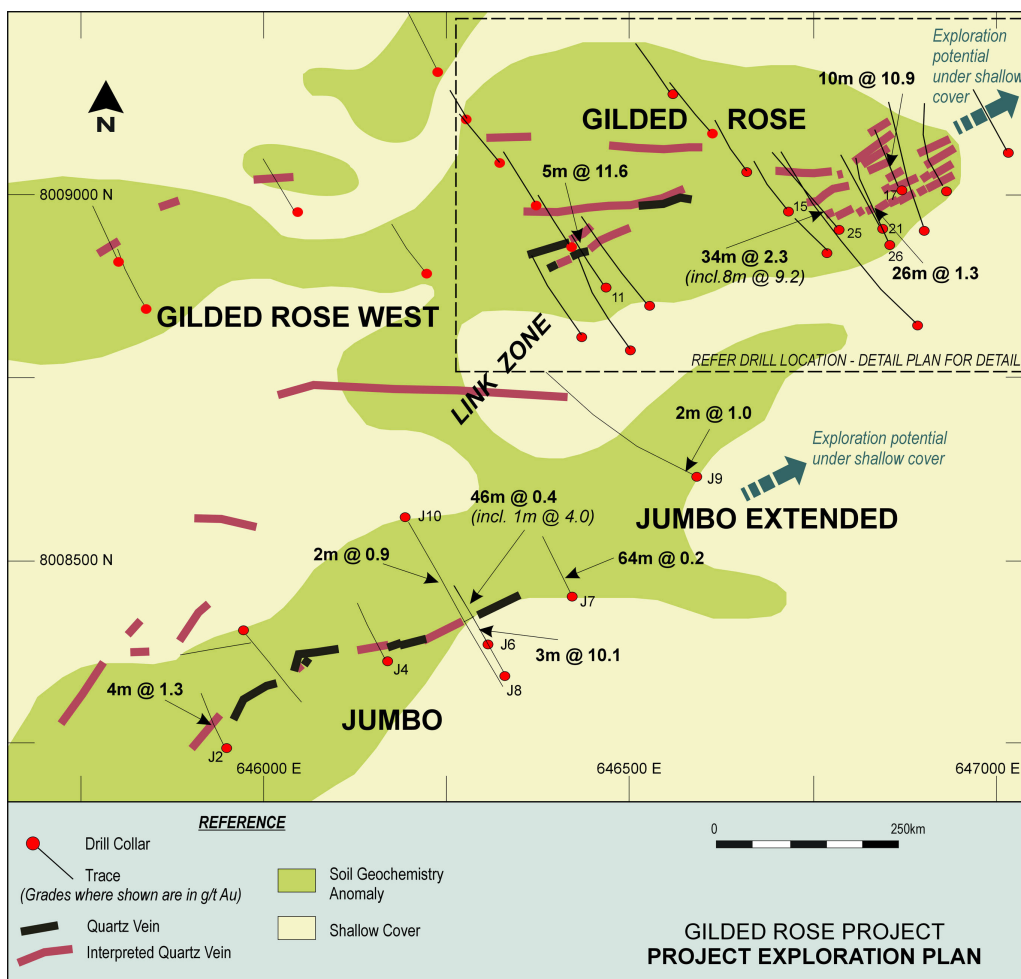 Exploration
potential
under shallow
cover
10m @ 10.9
N
GILDED ROSE
5m @ 11.6
8009000 N
17
15
25
21
34m @ 2.3
(incl.8m @ 9.2)
26
26m @ 1.3
11
GILDED ROSE WEST
LINK ZONE
REFER DRILL LOCATION - DETAIL PLAN FOR DETAIL
2m @ 1.0
Exploration potential
under shallow cover
J9
46m @ 0.4
(incl. 1m @ 4.0)
J10
JUMBO EXTENDED
2m @ 0.9
64m @ 0.2
8008500 N
J7
J6
3m @ 10.1
J4
J8
4m @ 1.3
JUMBO
J2
646000 E
646500 E
647000 E
REFERENCE
Drill Collar
Trace
(Grades where shown are in g/t Au)
Quartz Vein
Interpreted Quartz Vein
Soil Geochemistry
Anomaly
Shallow Cover
0
250km
GILDED ROSE PROJECT
PROJECT EXPLORATION PLAN